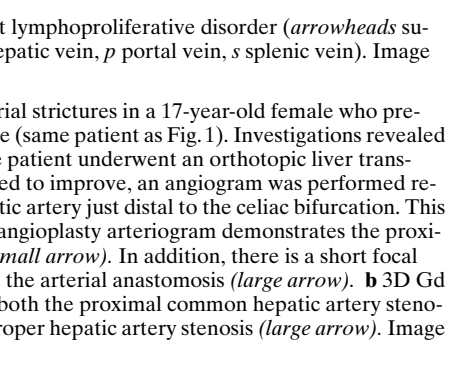 t lymphoproliferative disorder (arrowheads su-
epatic vein, p portal vein, s splenic vein). Image
rial strictures in a 17-year-old female who pre-
e (same patient as Fig. 1). Investigations revealed
e patient underwent an orthotopic liver trans-
ed to improve, an angiogram was performed re-
tic artery just distal to the celiac bifurcation. This
angioplasty arteriogram demonstrates the proxi-
mall arrow). In addition, there is a short focal
the arterial anastomosis (large arrow). b 3D Gd
both the proximal common hepatic artery steno-
roper hepatic artery stenosis (large arrow). Image